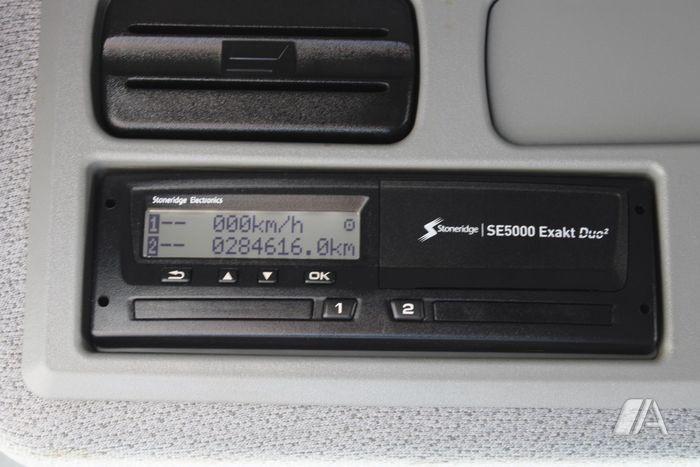 Stoneridge Electronics
1-- 000km/h
2-- 0284616.0km
OK
Stoneridge | SE5000 Exakt Duo²
1
2
A